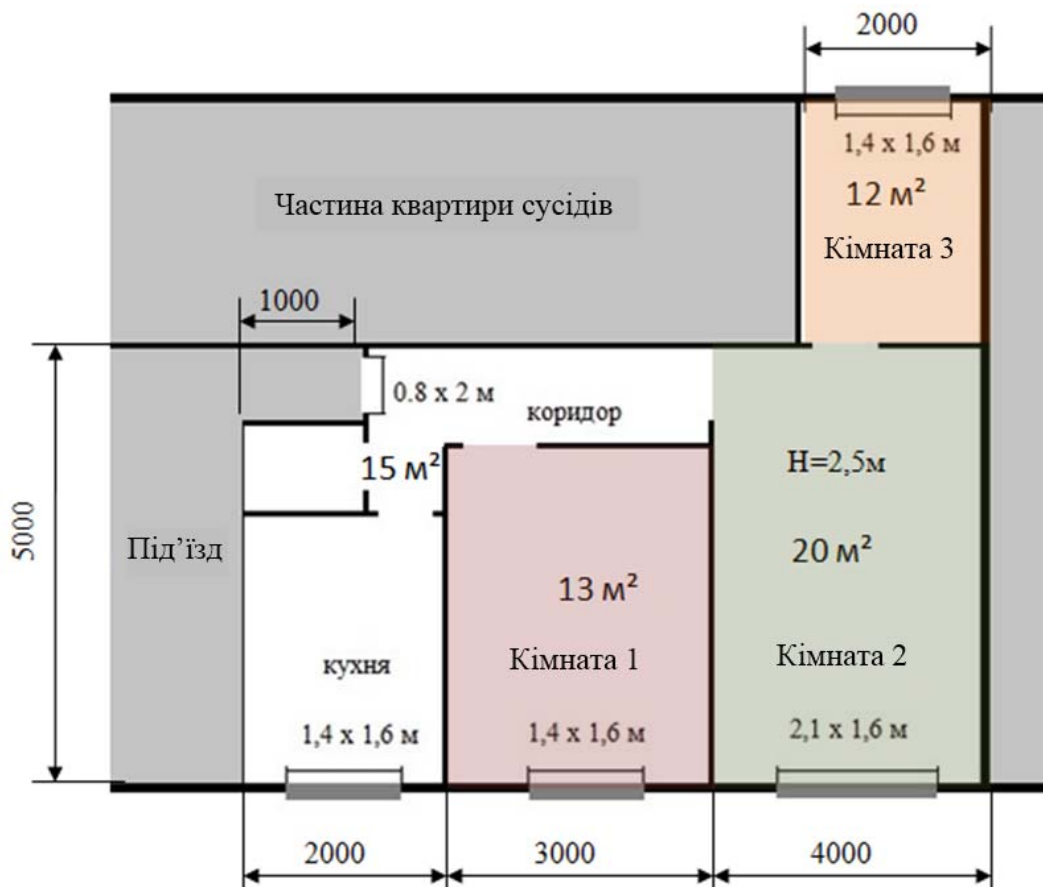 2000
1,4 x 1,6 м
12 м²
Кімната 3
Частина квартири сусідів
1000
0.8 x 2 м
коридор
15 м²
H=2,5м
5000
Під’їзд
20 м²
13 м²
кухня
Кімната 1
Кімната 2
1,4 x 1,6 м
1,4 x 1,6 м
2,1 x 1,6 м
2000
3000
4000